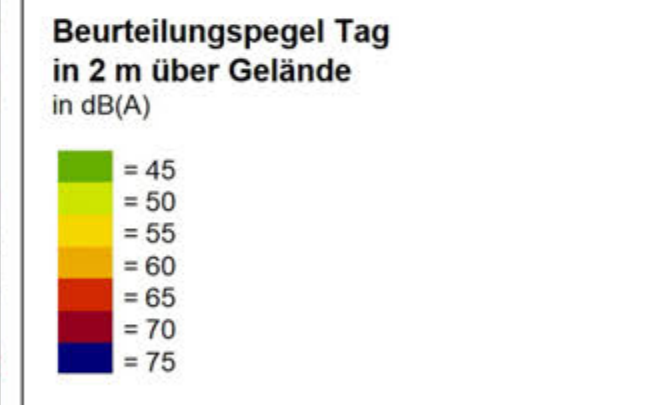 Beurteilungspegel Tag
in 2 m über Gelände
in dB(A)
= 45
= 50
= 55
= 60
= 65
= 70
= 75